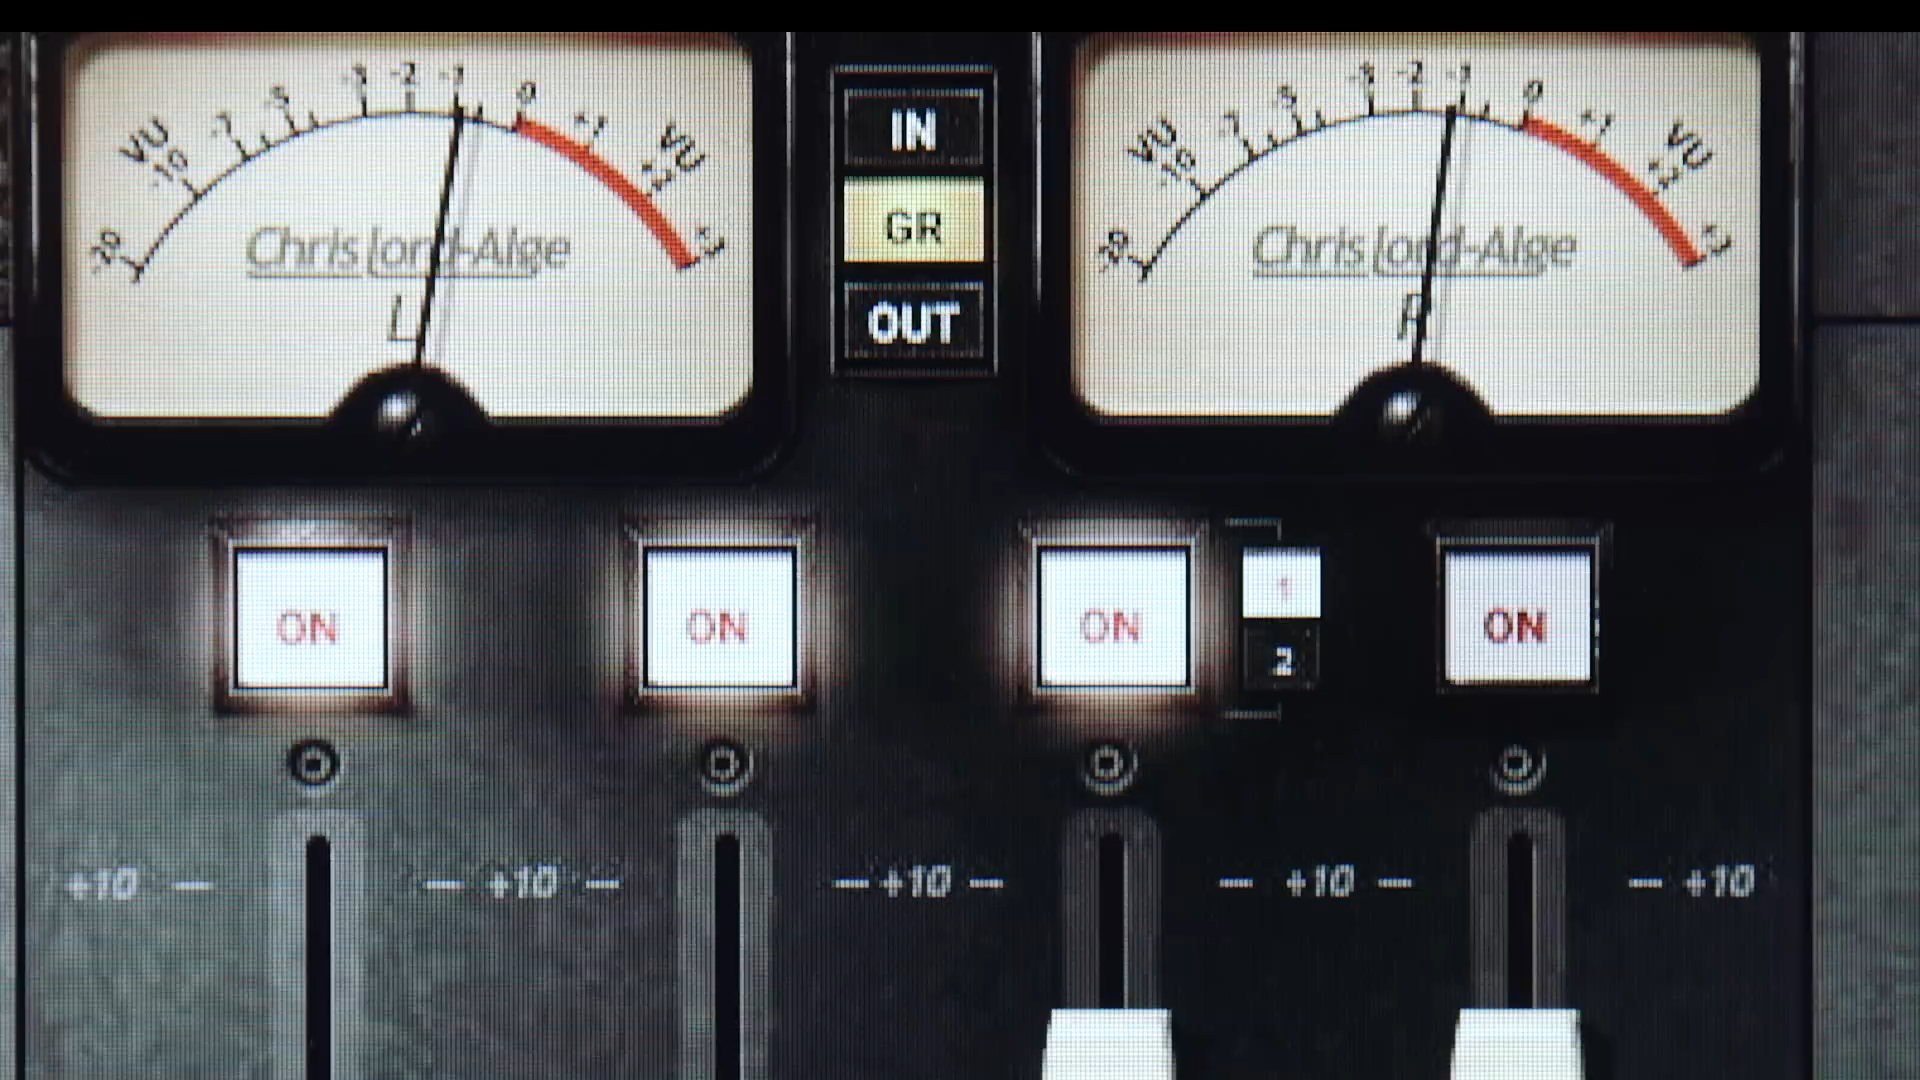 -20 -10 -7 -5 -3 -2 -1 0 +1 +2 +3
VU VU
Chris Lord-Alge
L
IN
GR
OUT
-20 -10 -7 -5 -3 -2 -1 0 +1 +2 +3
VU VU
Chris Lord-Alge
R
ON ON ON 1 ON
2
+10 +10 +10 +10 +10